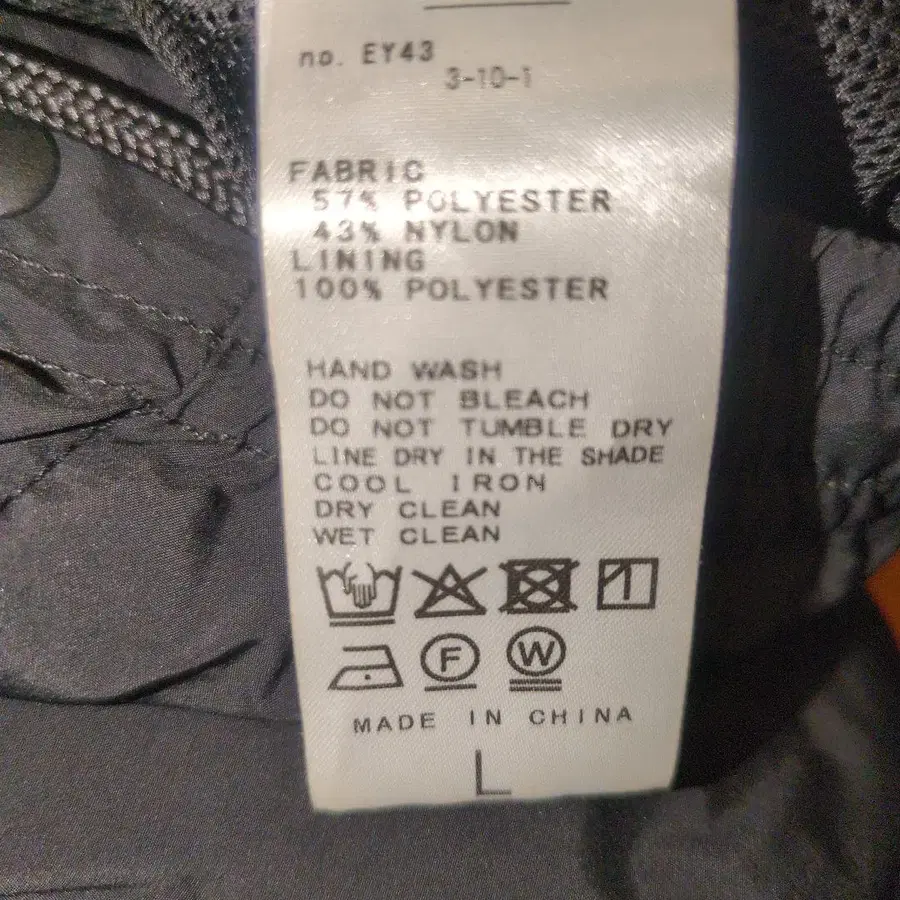 no. EY43
3-10-1
FABRIC
57% POLYESTER
43% NYLON
LINING
100% POLYESTER
HAND WASH
DO NOT BLEACH
DO NOT TUMBLE DRY
LINE DRY IN THE SHADE
COOL IRON
DRY CLEAN
WET CLEAN
F W
MADE IN CHINA
L